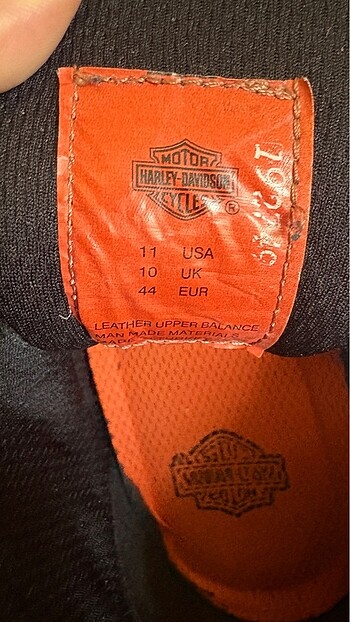 MOTOR
HARLEY-DAVIDSON
CYCLES
®
11 USA
10 UK
44 EUR
LEATHER UPPER BALANCE
MAN MADE MATERIALS